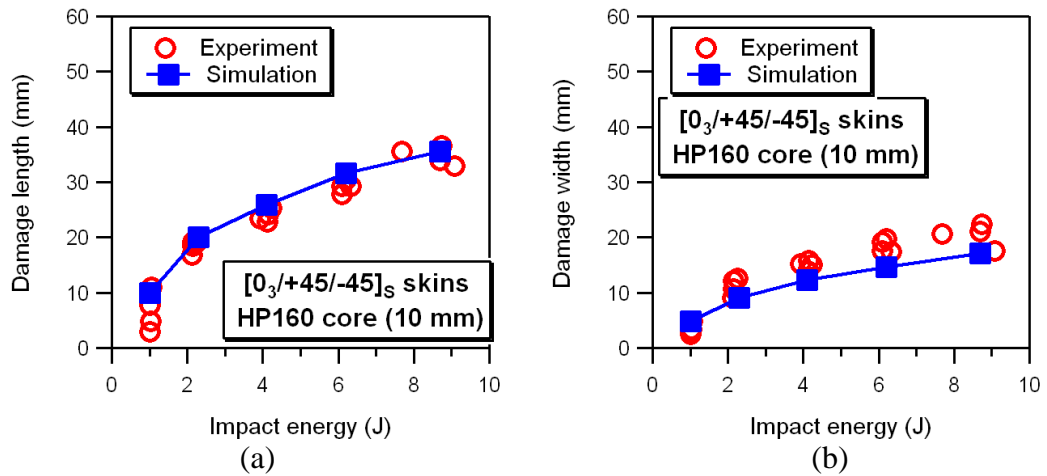 60
50
40
30
20
10
0
Damage length (mm)
Experiment
Simulation
[0₃/+45/-45]ₛ skins
HP160 core (10 mm)
0 2 4 6 8 10
Impact energy (J)
(a)
60
50
40
30
20
10
0
Damage width (mm)
Experiment
Simulation
[0₃/+45/-45]ₛ skins
HP160 core (10 mm)
0 2 4 6 8 10
Impact energy (J)
(b)